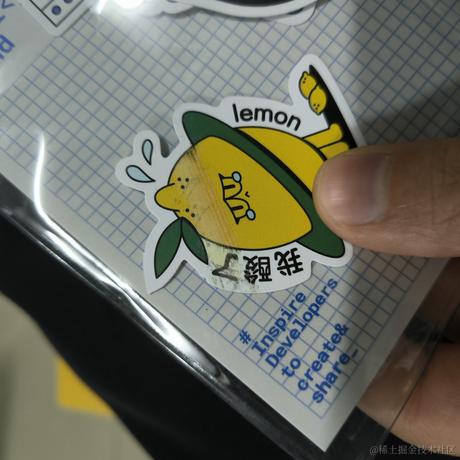 lemon
我酸了
# Inspire
Developers
to
create&
share_
@稀土掘金技术社区